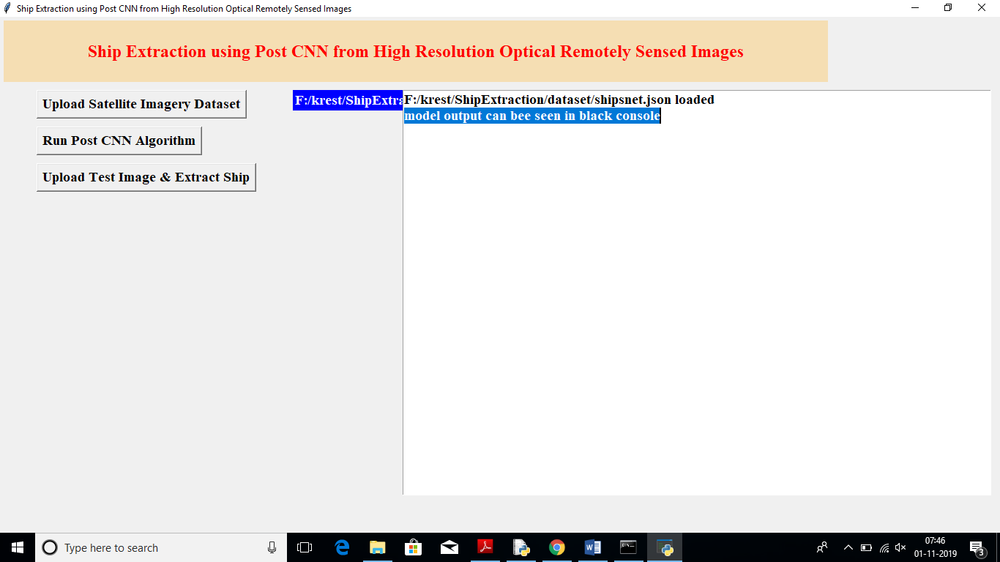 Ship Extraction using Post CNN from High Resolution Optical Remotely Sensed Images
Ship Extraction using Post CNN from High Resolution Optical Remotely Sensed Images
Upload Satellite Imagery Dataset
Run Post CNN Algorithm
Upload Test Image & Extract Ship
F:/krest/ShipExtra
F:/krest/ShipExtraction/dataset/shipsnet.json loaded
model output can bee seen in black console
Type here to search
07:46
01-11-2019
3